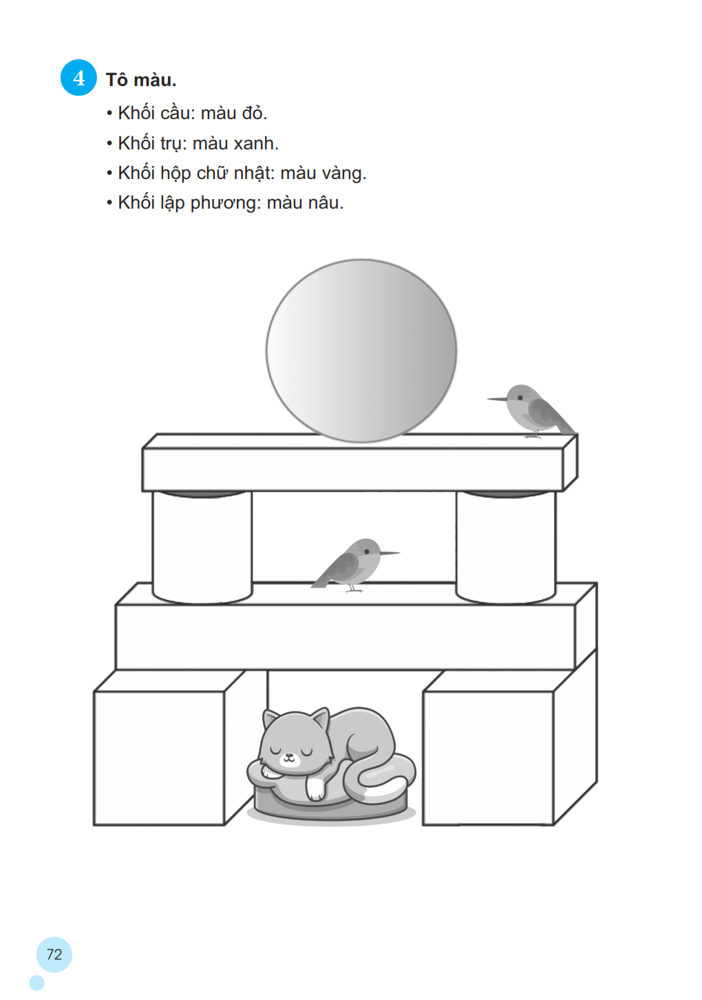 4 Tô màu.
• Khối cầu: màu đỏ.
• Khối trụ: màu xanh.
• Khối hộp chữ nhật: màu vàng.
• Khối lập phương: màu nâu.
72